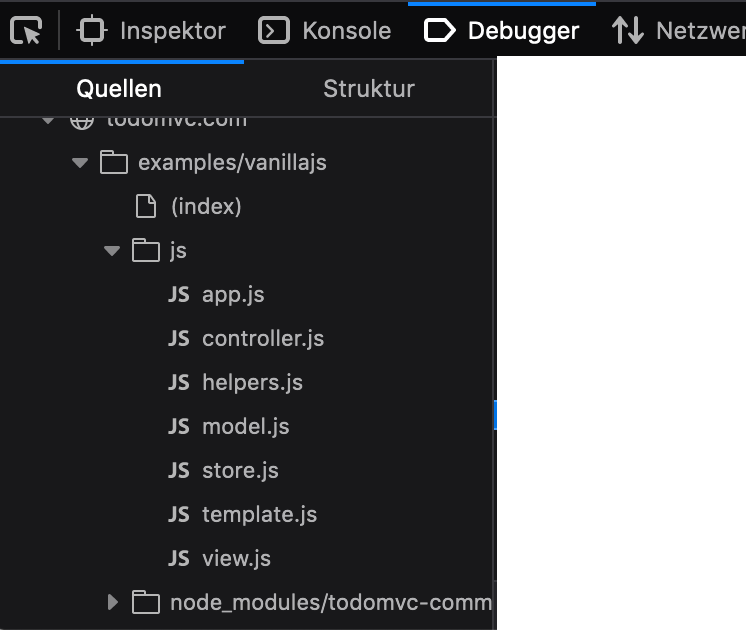 Inspektor Konsole Debugger Netzwer
Quellen Struktur
todomvc.com
examples/vanillajs
(index)
js
JS app.js
JS controller.js
JS helpers.js
JS model.js
JS store.js
JS template.js
JS view.js
node_modules/todomvc-comm